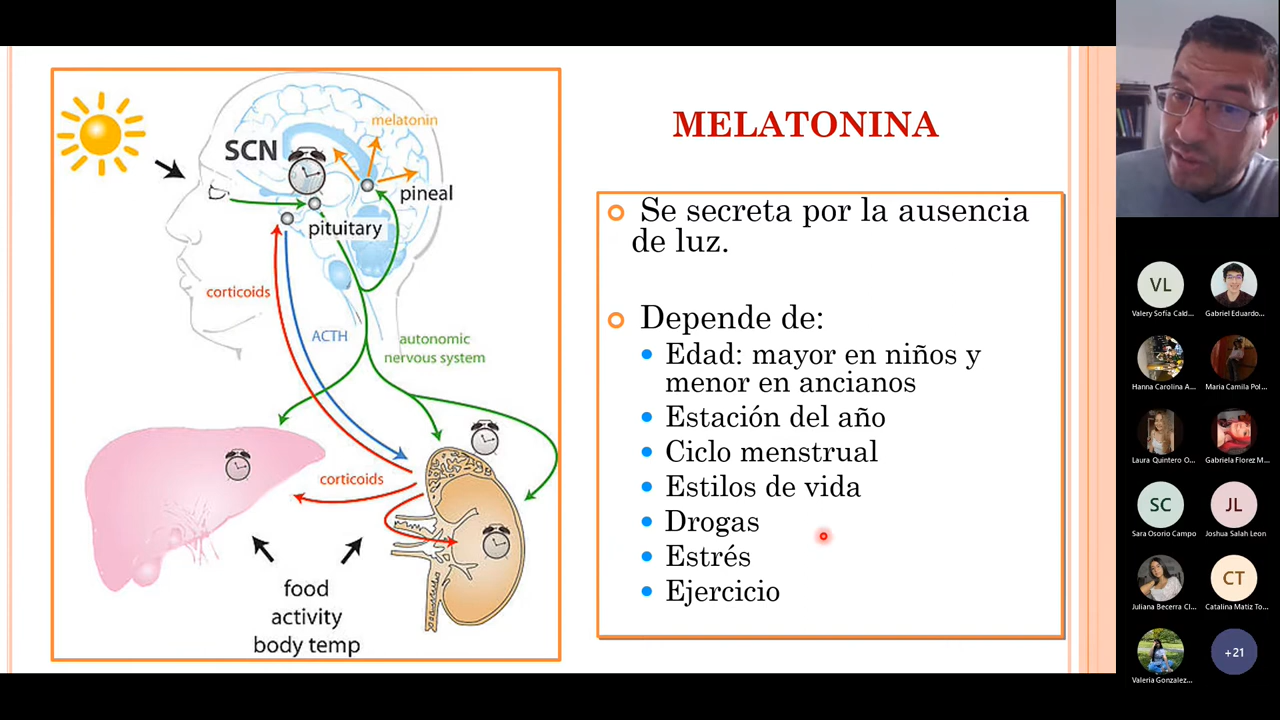 MELATONINA
Se secreta por la ausencia
de luz.
Depende de:
Edad: mayor en niños y
menor en ancianos
Estación del año
Ciclo menstrual
Estilos de vida
Drogas
Estrés
Ejercicio
melatonin
SCN
pineal
pituitary
corticoids
ACTH
autonomic
nervous system
corticoids
food
activity
body temp
VL
Valery Sofía Cald...
Gabriel Eduardo...
Hanna Carolina A...
Maria Camila Pol...
Laura Quintero O...
Gabriela Florez M...
SC
JL
Sara Osorio Campo
Joshua Salah Leon
CT
Juliana Becerra Cl...
Catalina Matiz To...
+21
Valeria Gonzalez...